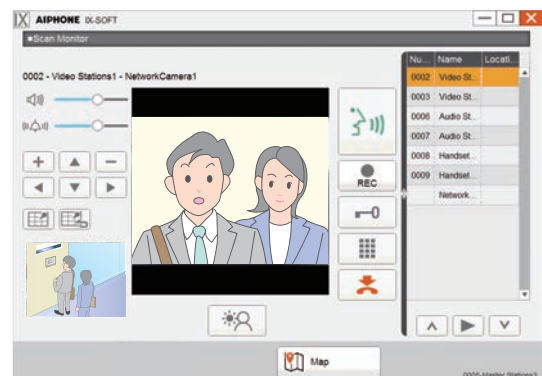 AIPHONE IX-SOFT
■Scan Monitor
0002 - Video Stations1 - NetworkCamera1
Nu... Name Locati...
0002 Video St...
0003 Video St...
0006 Audio St...
0007 Audio St...
0008 Handset...
0009 Handset...
Network...
REC
Map
0005-Master Stations3